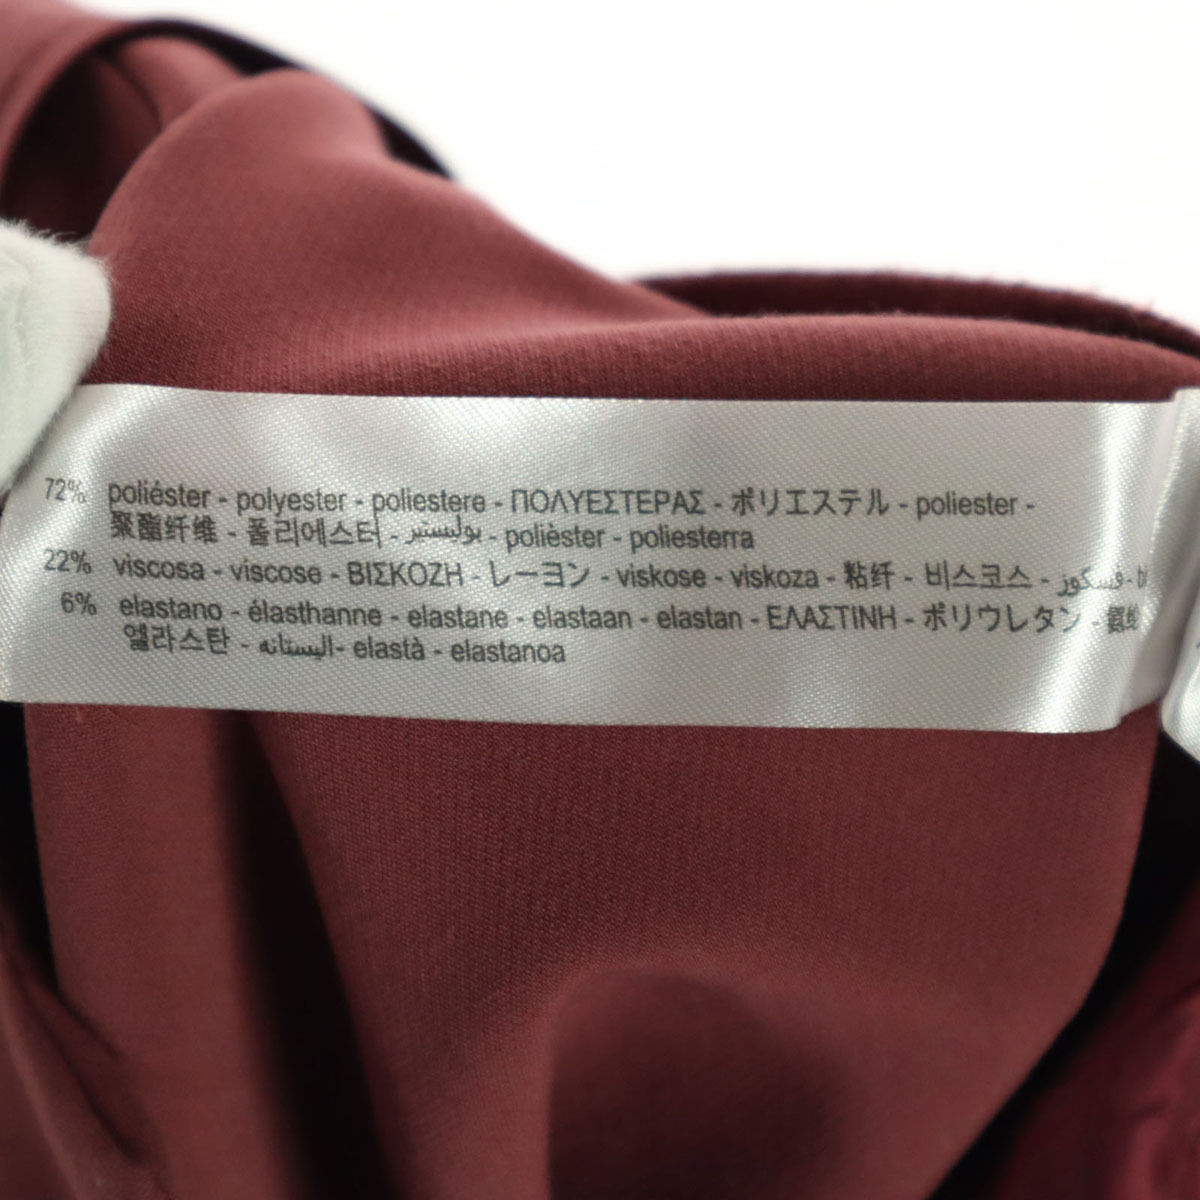 72% poliéster - polyester - poliestere - ΠΟΛΥΕΣΤΕΡΑΣ - ポリエステル - poliester -
聚酯纤维 - 폴리에스터 - بوليستير - polièster - poliesterra
22% viscosa - viscose - ΒΙΣΚΟΖΗ - レーヨン - viskose - viskoza - 粘纤 - 비스코스 - فسكوز -
6% elastano - élasthanne - elastane - elastaan - elastan - ΕΛΑΣΤΙΝΗ - ポリウレタン -
엘라스탄 - اليستانه - elastà - elastanoa